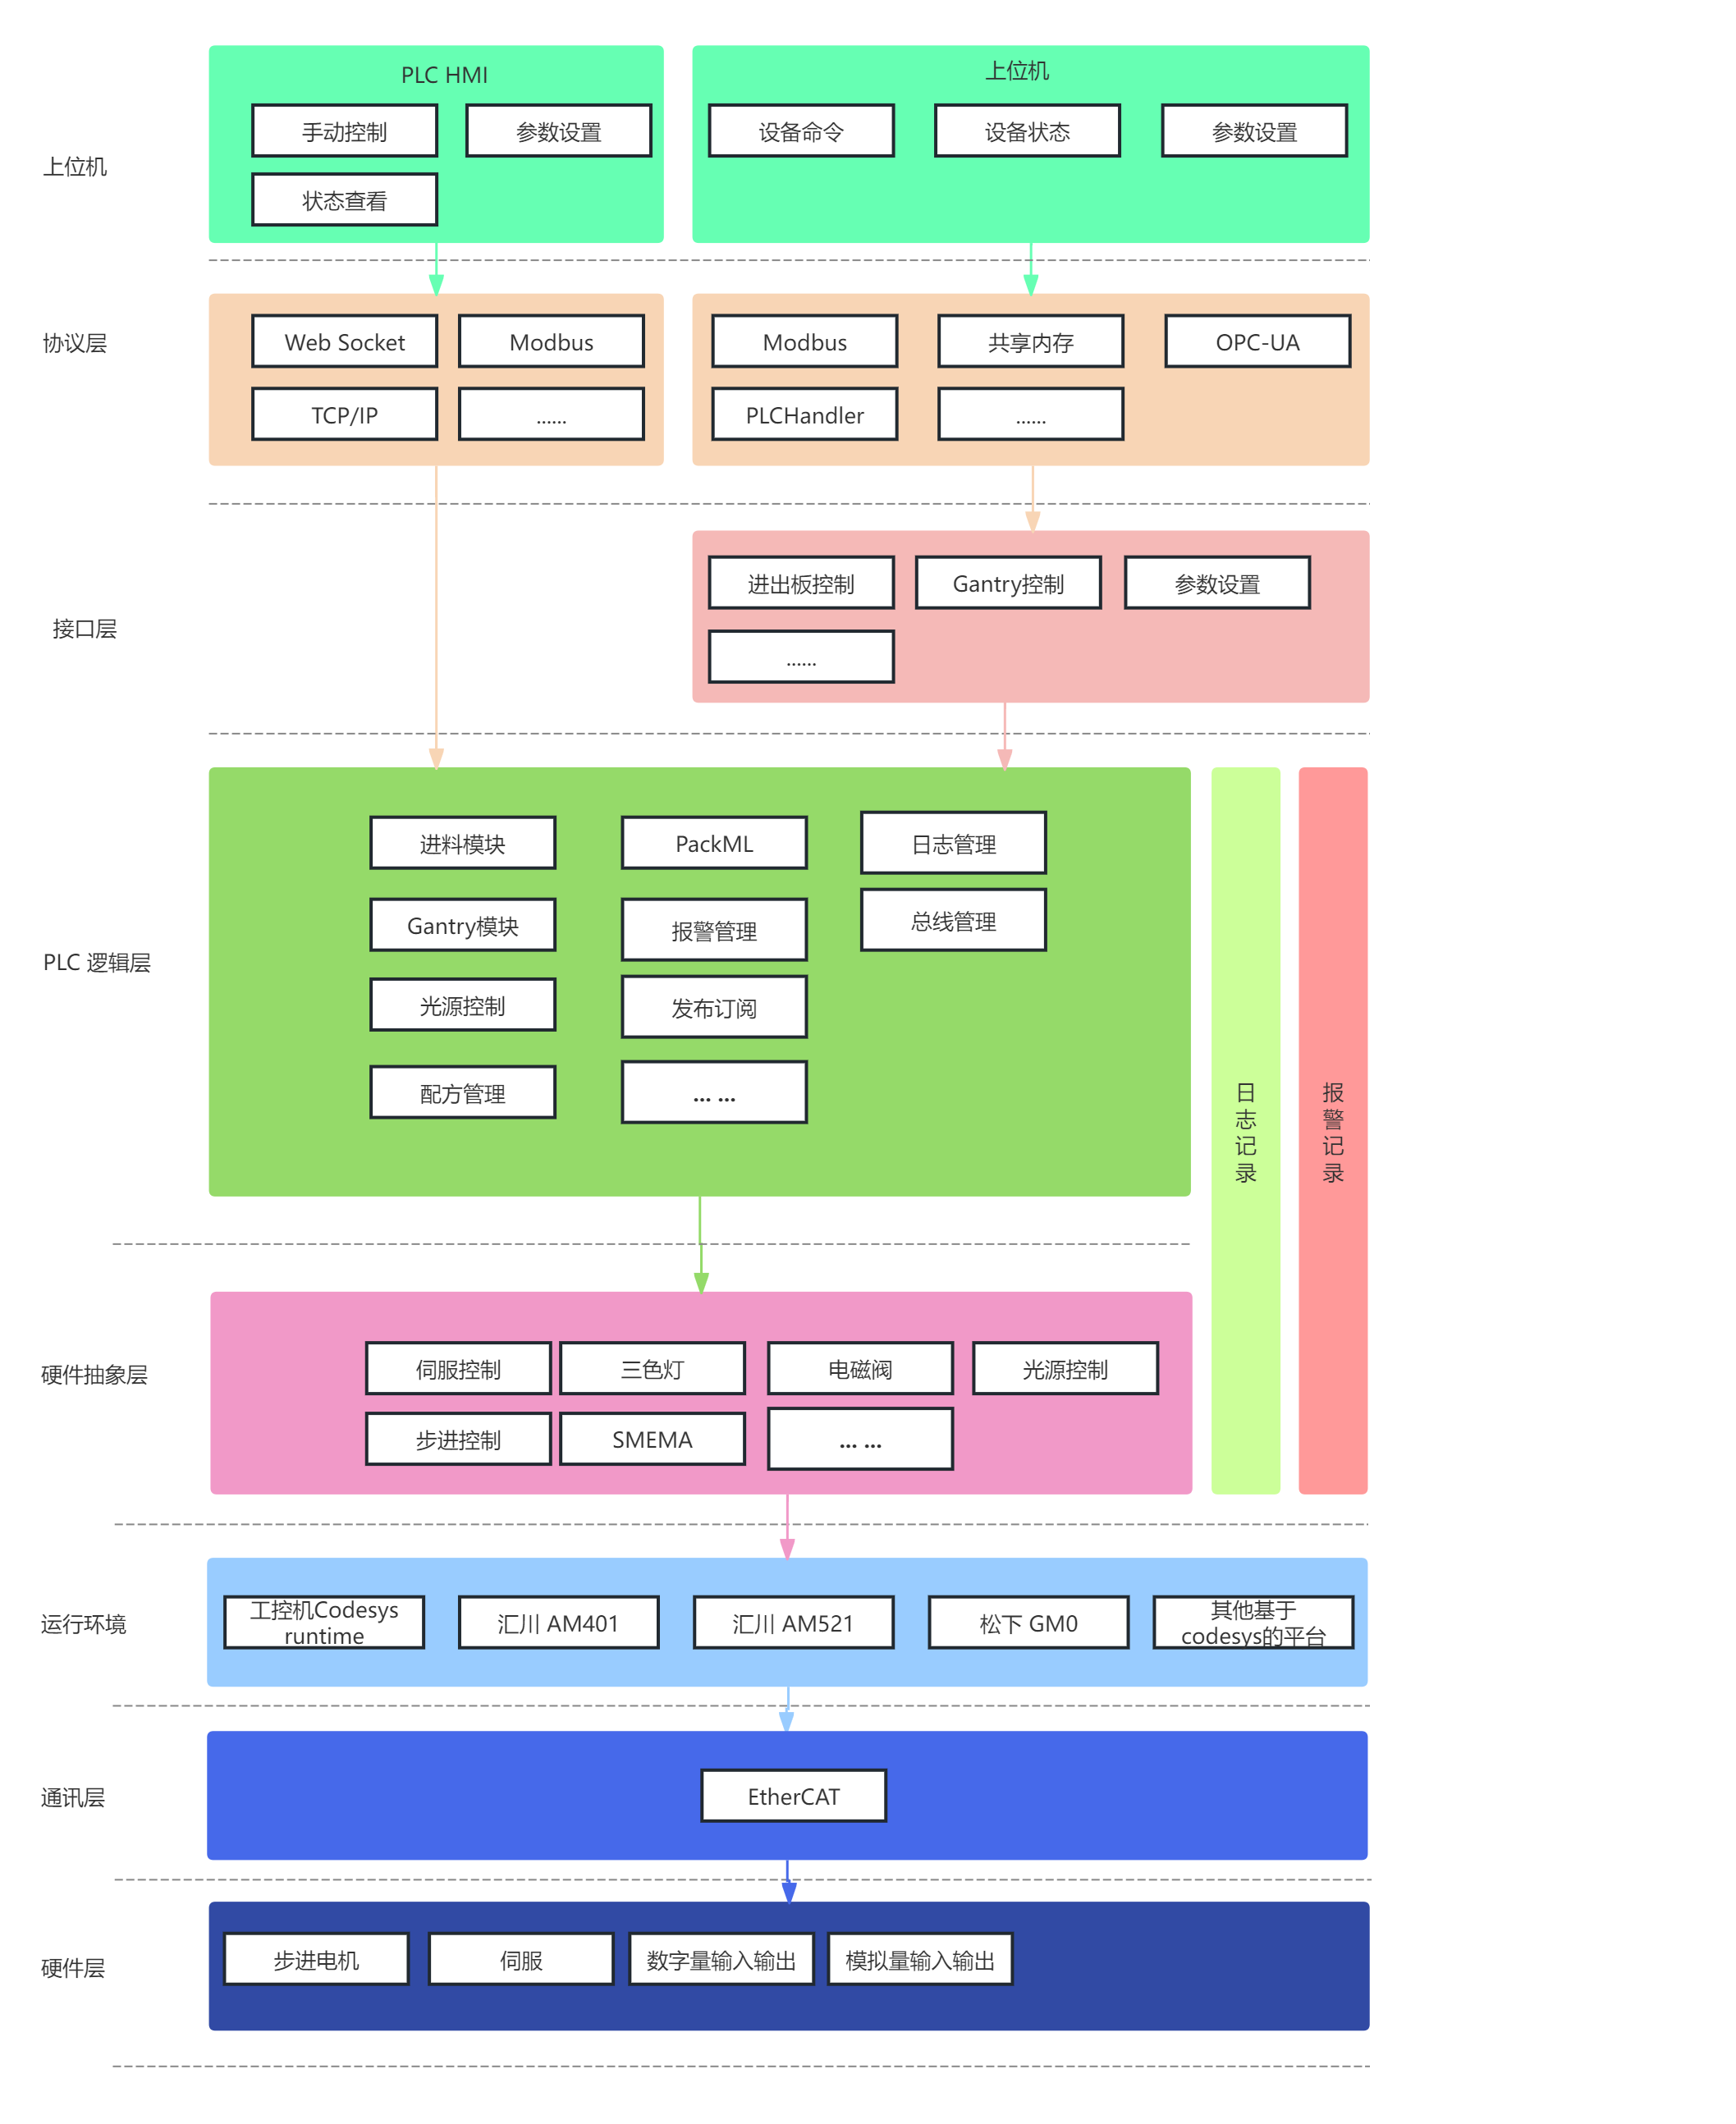 上位机
PLC HMI
手动控制
参数设置
状态查看
上位机
设备命令
设备状态
参数设置
协议层
Web Socket
Modbus
TCP/IP
......
Modbus
共享内存
OPC-UA
PLCHandler
......
接口层
进出板控制
Gantry控制
参数设置
......
PLC 逻辑层
进料模块
PackML
日志管理
Gantry模块
报警管理
总线管理
光源控制
发布订阅
配方管理
... ...
日志记录
报警记录
硬件抽象层
伺服控制
三色灯
电磁阀
光源控制
步进控制
SMEMA
... ...
运行环境
工控机Codesys
runtime
汇川 AM401
汇川 AM521
松下 GM0
其他基于
codesys的平台
通讯层
EtherCAT
硬件层
步进电机
伺服
数字量输入输出
模拟量输入输出